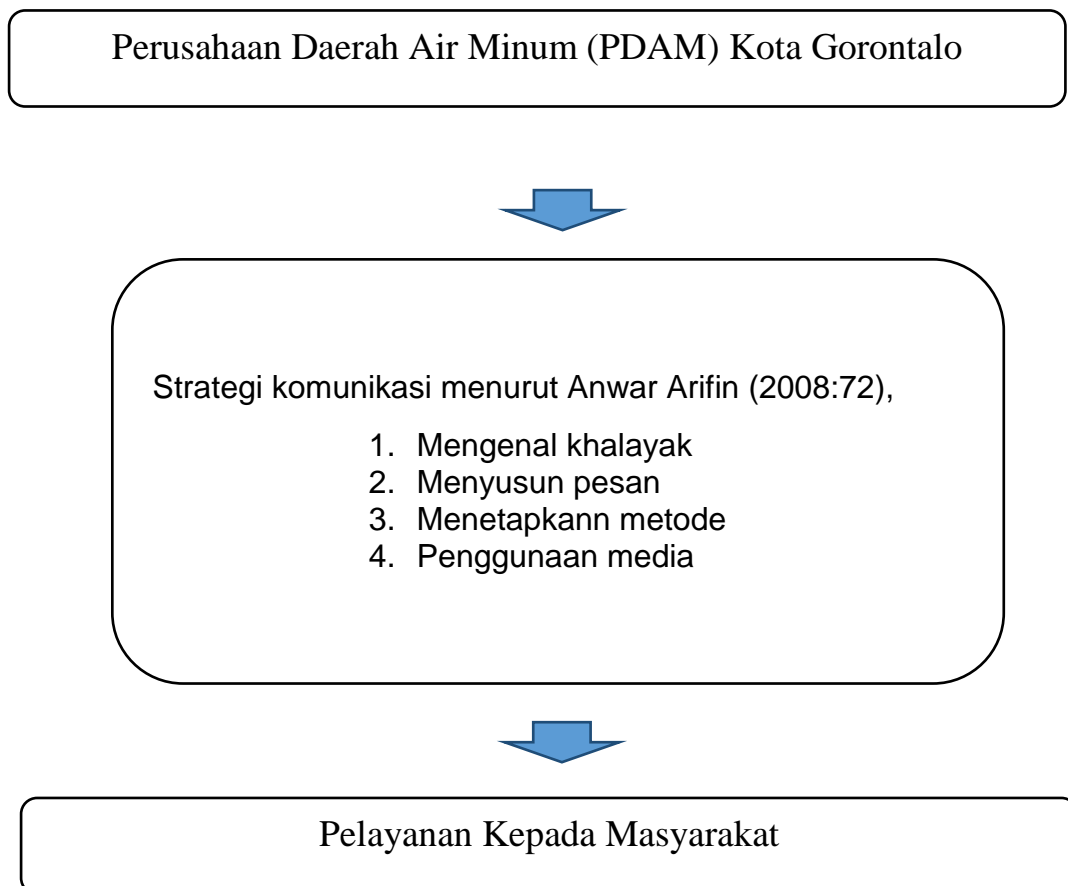 Perusahaan Daerah Air Minum (PDAM) Kota Gorontalo
Strategi komunikasi menurut Anwar Arifin (2008:72),
1. Mengenal khalayak
2. Menyusun pesan
3. Menetapkann metode
4. Penggunaan media
Pelayanan Kepada Masyarakat